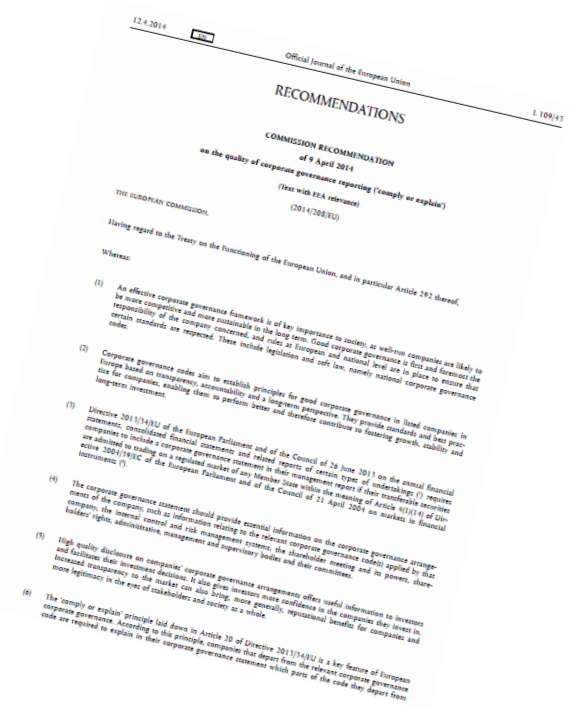 12.4.2014
EN
Official Journal of the European Union
L 109/43
RECOMMENDATIONS
COMMISSION RECOMMENDATION
of 9 April 2014
on the quality of corporate governance reporting (‘comply or explain’)
(Text with EEA relevance)
(2014/208/EU)
THE EUROPEAN COMMISSION,
Having regard to the Treaty on the Functioning of the European Union, and in particular Article 292 thereof,
Whereas:
(1) An effective corporate governance framework is of key importance to society, as well-run companies are likely to
be more competitive and more sustainable in the long term. Good corporate governance is first and foremost the
responsibility of the company concerned, and rules at European and national level are in place to ensure that
certain standards are respected. These include legislation and soft law, namely national corporate governance
codes.
(2) Corporate governance codes aim to establish principles for good corporate governance in listed companies in
Europe based on transparency, accountability and a long-term perspective. They provide standards and best prac-
tice for companies, enabling them to perform better and therefore contribute to fostering growth, stability and
long-term investment.
(3) Directive 2013/34/EU of the European Parliament and of the Council of 26 June 2013 on the annual financial
statements, consolidated financial statements and related reports of certain types of undertakings (¹) requires
companies to include a corporate governance statement in their management report if their transferable securities
are admitted to trading on a regulated market of any Member State within the meaning of Article 4(1)(14) of Dir-
ective 2004/39/EC of the European Parliament and of the Council of 21 April 2004 on markets in financial
instruments (²).
(4) The corporate governance statement should provide essential information on the corporate governance arrange-
ments of the company, such as information relating to the relevant corporate governance code(s) applied by that
company, the internal control and risk management systems, the shareholder meeting and its powers, share-
holders’ rights, administrative, management and supervisory bodies and their committees.
(5) High quality disclosure on companies’ corporate governance arrangements offers useful information to investors
and facilitates their investment decisions. It also gives investors more confidence in the companies they invest in.
Increased transparency to the market can also bring, more generally, reputational benefits for companies and
more legitimacy in the eyes of stakeholders and society as a whole.
(6) The ‘comply or explain’ principle laid down in Article 20 of Directive 2013/34/EU is a key feature of European
corporate governance. According to this principle, companies that depart from the relevant corporate governance
code are required to explain in their corporate governance statement which parts of the code they depart from